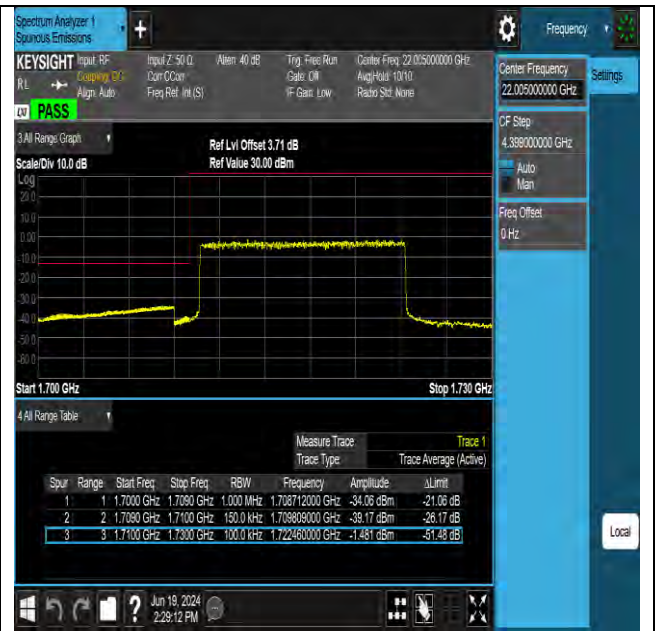 Spectrum Analyzer 1
Spurious Emissions
Frequency
KEYSIGHT
Input: RF
Input Z: 50 Ω
Atten: 40 dB
Trig: Free Run
Center Freq: 22.005000000 GHz
RL
Coupling: DC
Corr CCorr
Gate: Off
Avg|Hold: 10/10
Align: Auto
Freq Ref: Int (S)
IF Gain: Low
Radio Std: None
PASS
3 All Range Graph
Ref Lvl Offset 3.71 dB
Scale/Div 10.0 dB
Ref Value 30.00 dBm
Log
20.0
10.0
0.00
-10.0
-20.0
-30.0
-40.0
-50.0
-60.0
Start 1.700 GHz
Stop 1.730 GHz
4 All Range Table
Measure Trace
Trace 1
Trace Type
Trace Average (Active)
Spur Range Start Freq Stop Freq RBW Frequency Amplitude ΔLimit
1 1 1.7000 GHz 1.7090 GHz 1.000 MHz 1.708712000 GHz -34.06 dBm -21.06 dB
2 2 1.7090 GHz 1.7100 GHz 150.0 kHz 1.709809000 GHz -39.17 dBm -26.17 dB
3 3 1.7100 GHz 1.7300 GHz 100.0 kHz 1.722460000 GHz -1.481 dBm -51.48 dB
Jun 19, 2024
2:29:12 PM
Center Frequency
22.005000000 GHz
Settings
CF Step
4.399000000 GHz
Auto
Man
Freq Offset
0 Hz
Local